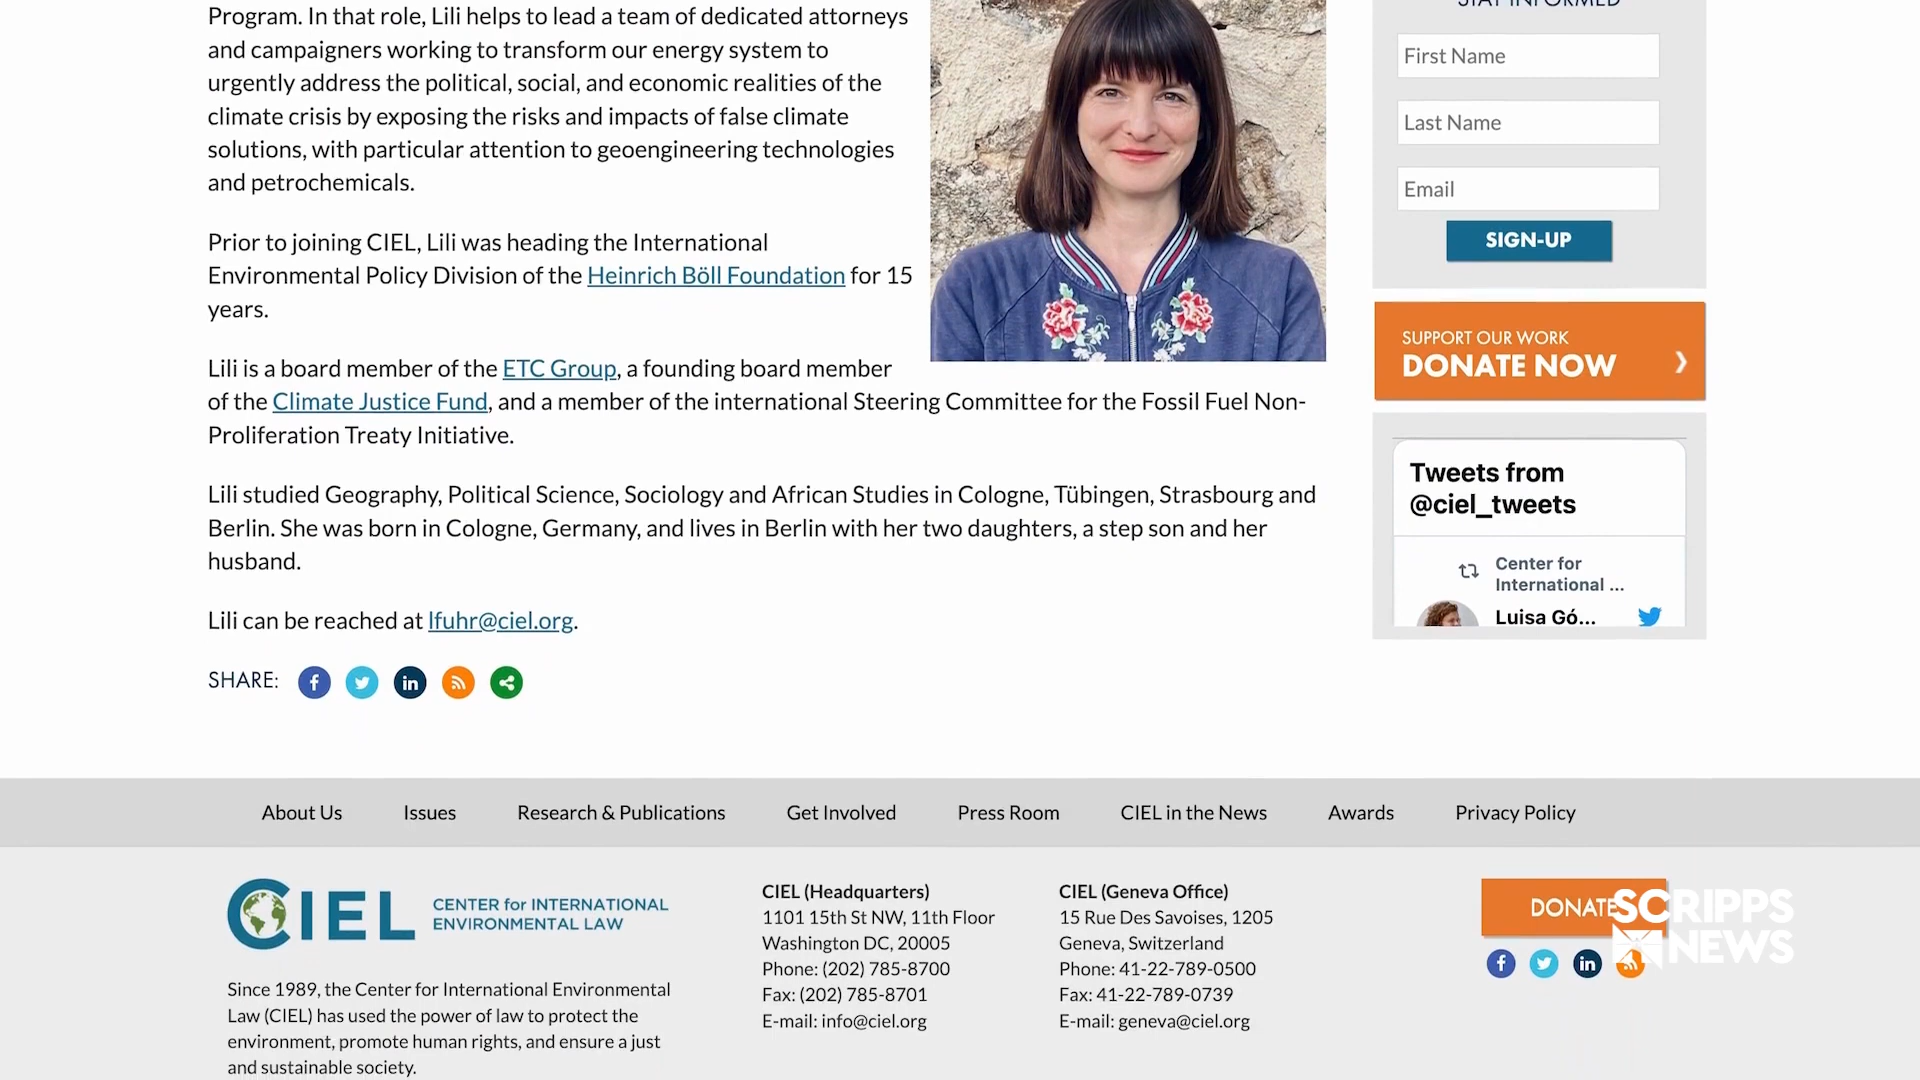 Program. In that role, Lili helps to lead a team of dedicated attorneys
and campaigners working to transform our energy system to
urgently address the political, social, and economic realities of the
climate crisis by exposing the risks and impacts of false climate
solutions, with particular attention to geoengineering technologies
and petrochemicals.
Prior to joining CIEL, Lili was heading the International
Environmental Policy Division of the Heinrich Böll Foundation for 15
years.
Lili is a board member of the ETC Group, a founding board member
of the Climate Justice Fund, and a member of the international Steering Committee for the Fossil Fuel Non-
Proliferation Treaty Initiative.
Lili studied Geography, Political Science, Sociology and African Studies in Cologne, Tübingen, Strasbourg and
Berlin. She was born in Cologne, Germany, and lives in Berlin with her two daughters, a step son and her
husband.
Lili can be reached at lfuhr@ciel.org.
SHARE:
STAY INFORMED
First Name
Last Name
Email
SIGN-UP
SUPPORT OUR WORK
DONATE NOW
Tweets from
@ciel_tweets
Center for
International ...
Luisa Gó...
About Us Issues Research & Publications Get Involved Press Room CIEL in the News Awards Privacy Policy
CIEL
CENTER for INTERNATIONAL
ENVIRONMENTAL LAW
Since 1989, the Center for International Environmental
Law (CIEL) has used the power of law to protect the
environment, promote human rights, and ensure a just
and sustainable society.
CIEL (Headquarters)
1101 15th St NW, 11th Floor
Washington DC, 20005
Phone: (202) 785-8700
Fax: (202) 785-8701
E-mail: info@ciel.org
CIEL (Geneva Office)
15 Rue Des Savoises, 1205
Geneva, Switzerland
Phone: 41-22-789-0500
Fax: 41-22-789-0739
E-mail: geneva@ciel.org
DONATE
SCRIPPS
NEWS